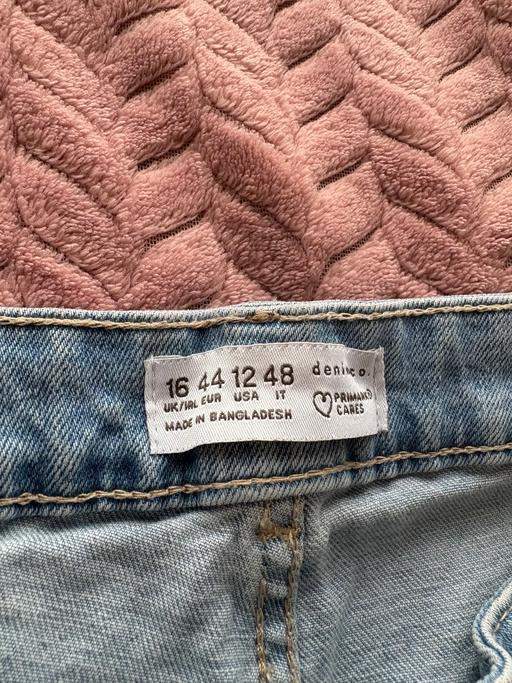 16 44 12 48 denim co.
UK/IRL EUR USA IT
MADE IN BANGLADESH
PRIMARK
CARES